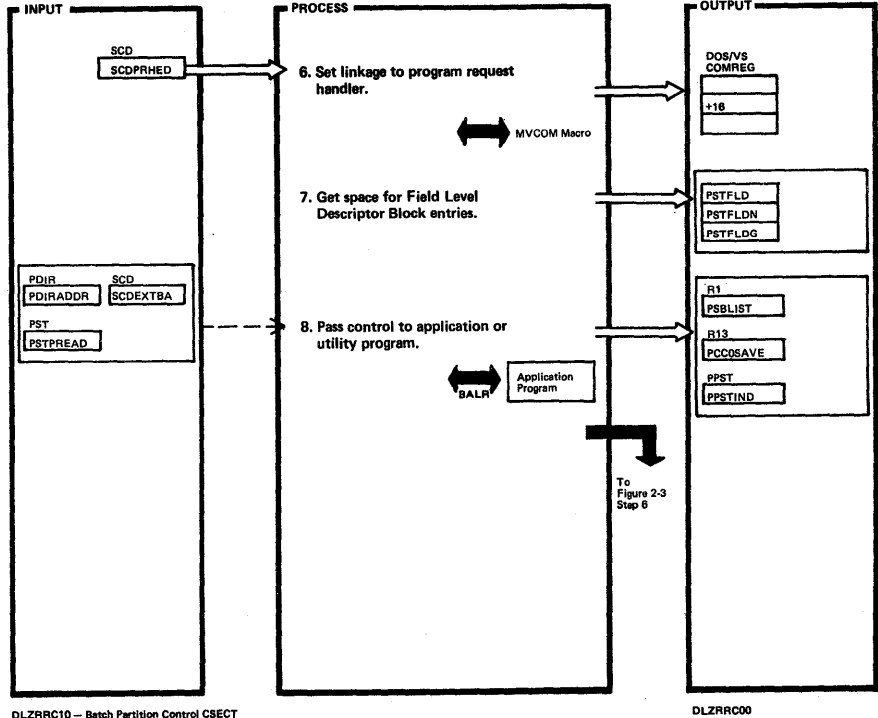 INPUT
PROCESS
OUTPUT
SCD
SCDPRHED
6. Set linkage to program request
handler.
MVCOM Macro
DOS/VS
COMREG
+16
7. Get space for Field Level
Descriptor Block entries.
PSTFLD
PSTFLDN
PSTFLDG
PDIR
SCD
PDIRADDR
SCDEXTBA
PST
PSTPREAD
8. Pass control to application or
utility program.
BALR
Application
Program
R1
PSBLIST
R13
PCC0SAVE
PPST
PPSTIND
To
Figure 2-3
Step 6
DLZRRC10 — Batch Partition Control CSECT
DLZRRC00